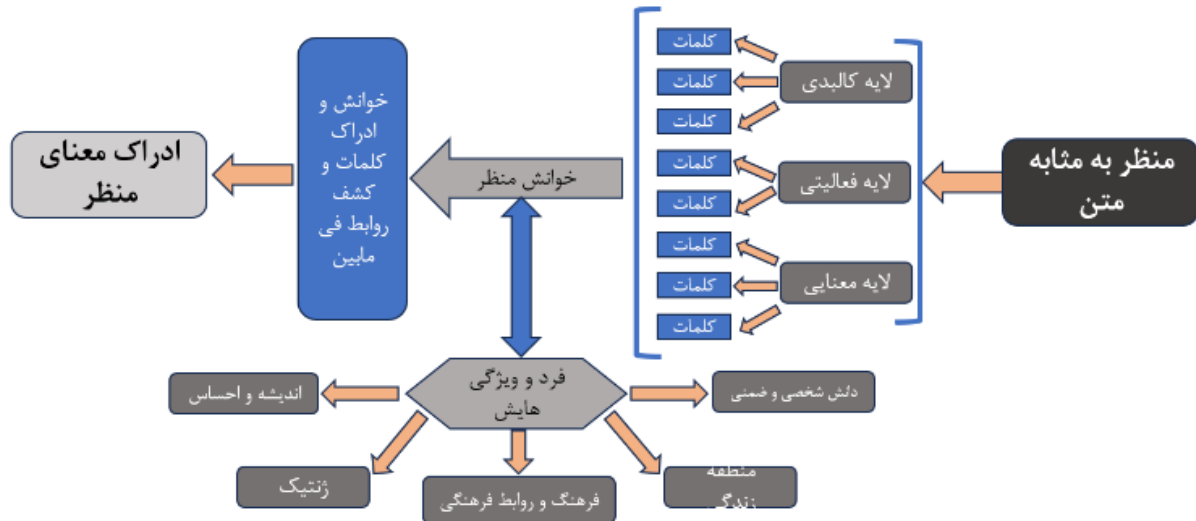 منظر به مثابه
متن
لایه کالبدی
لایه فعالیتی
لایه معنایی
کلمات
کلمات
کلمات
کلمات
کلمات
کلمات
کلمات
کلمات
خوانش منظر
خوانش و
ادراک
کلمات و
کشف
روابط فی
مابین
ادراک معنای
منظر
فرد و ویژگی
هایش
دانش شخصی و ضمنی
منطقه
زندگی
فرهنگ و روابط فرهنگی
ژنتیک
اندیشه و احساس